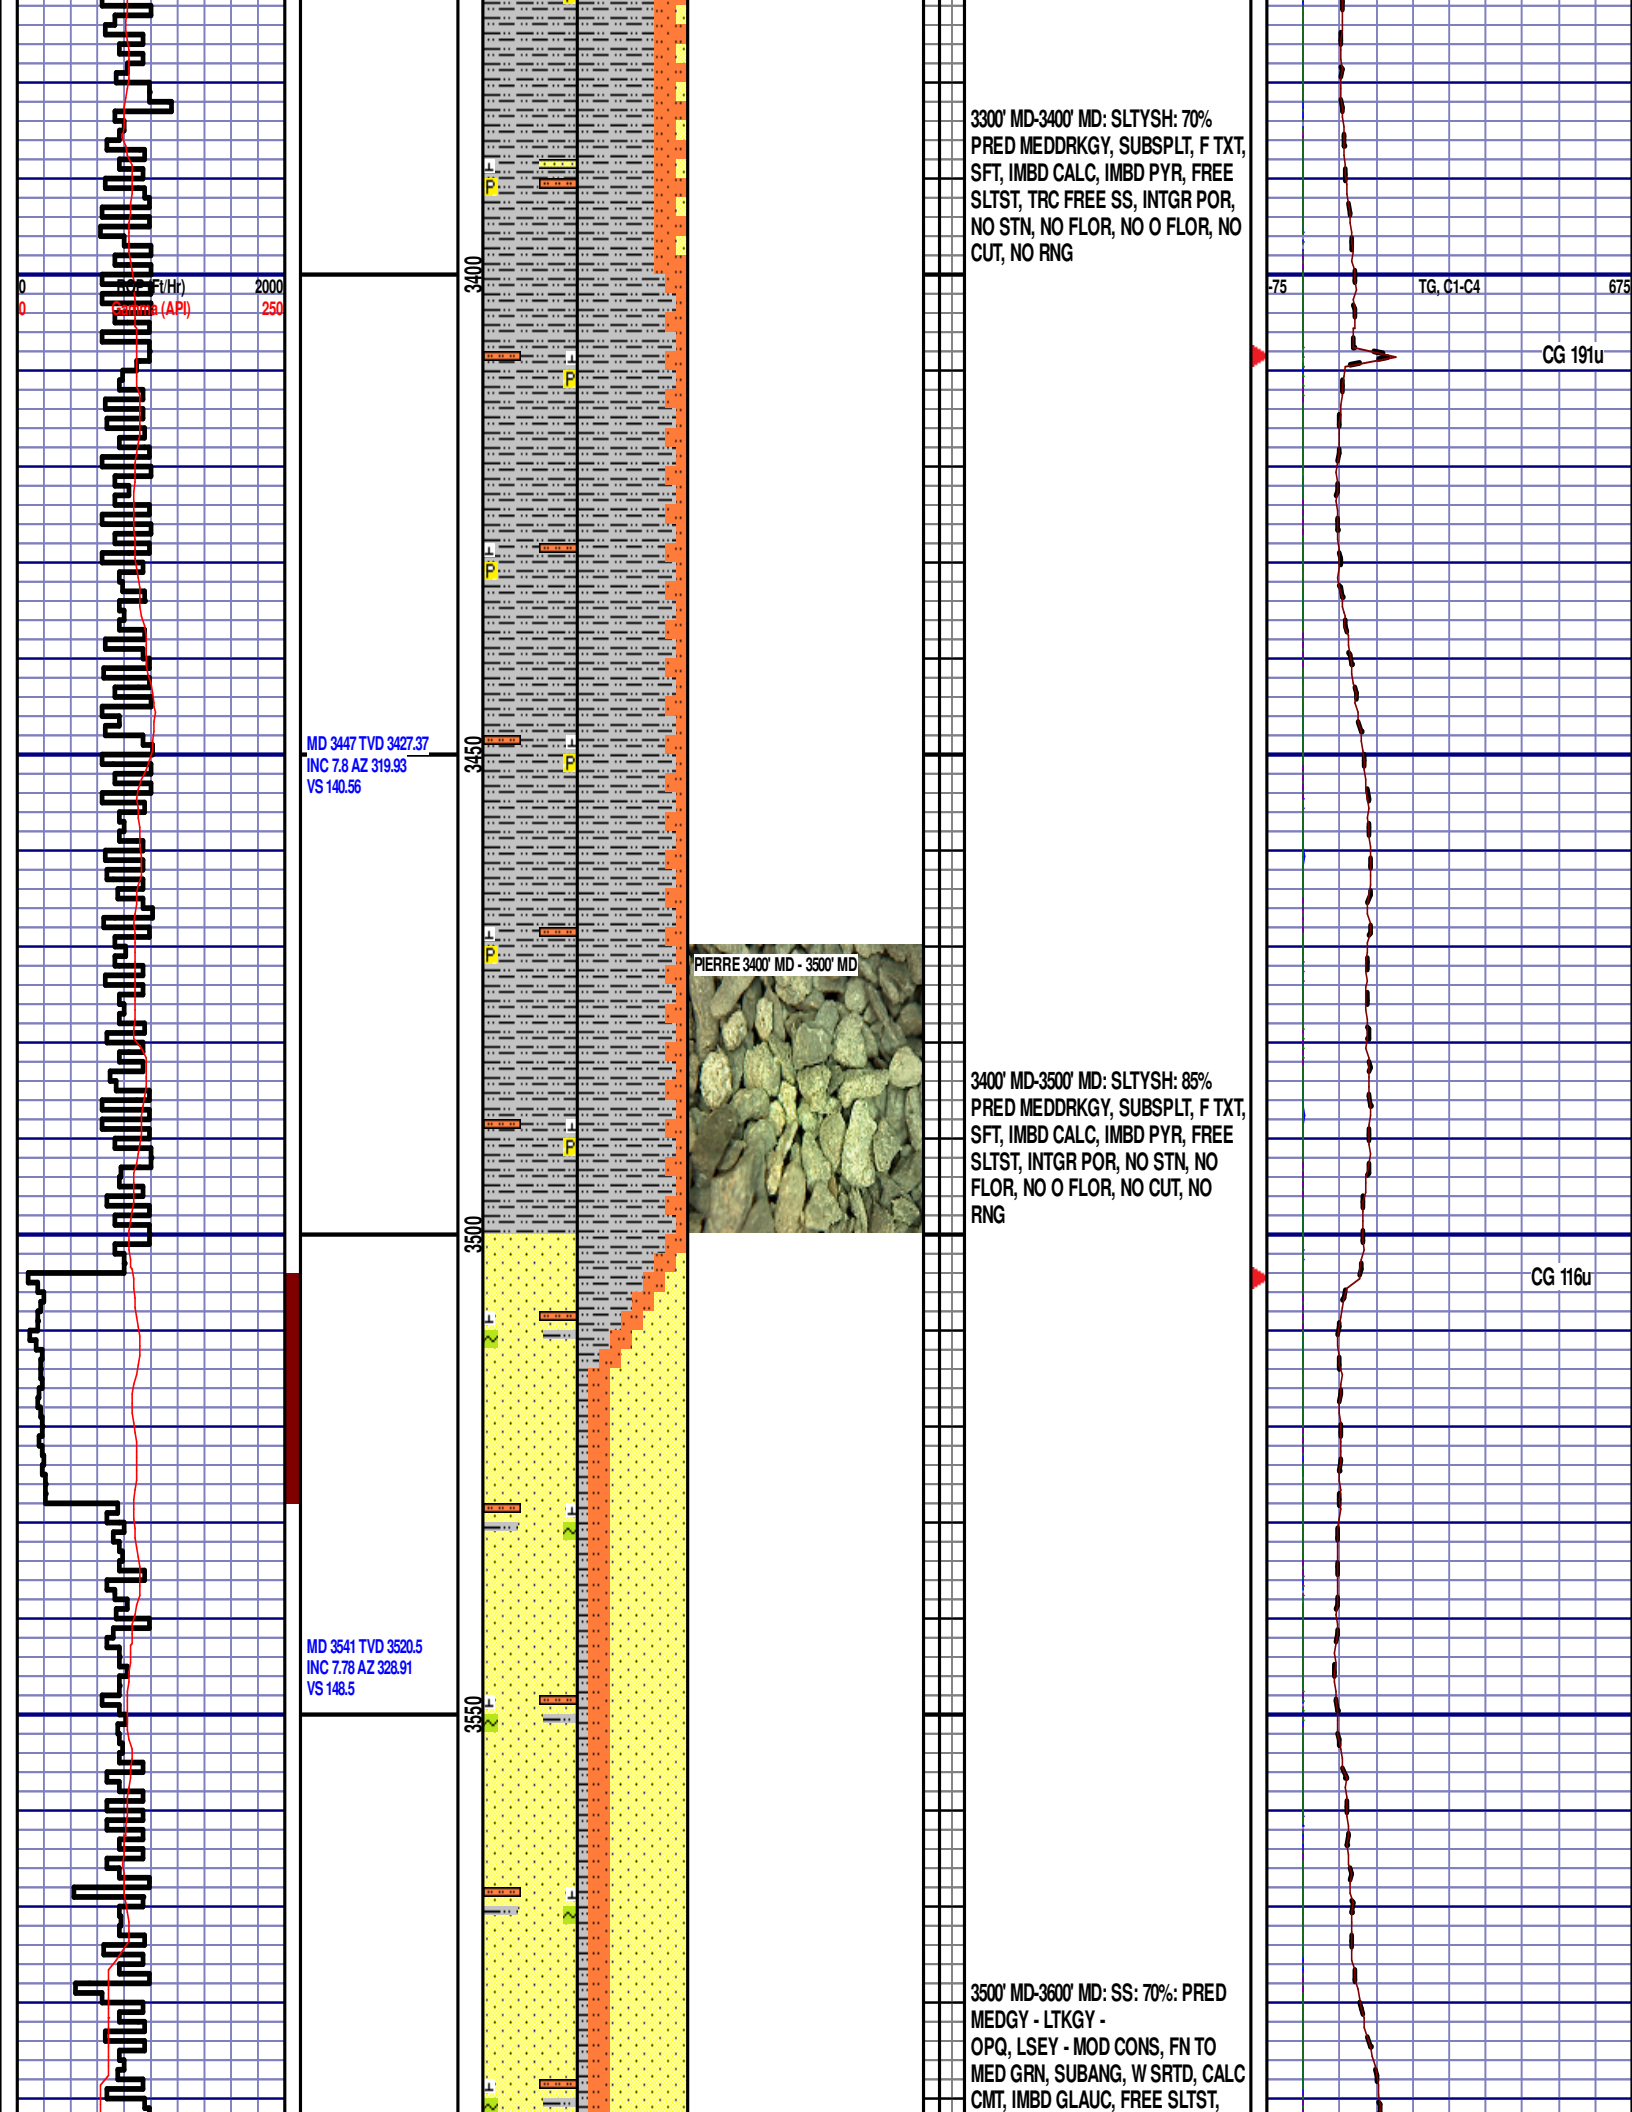 3300' MD-3400' MD: SLTYSH: 70%
PRED MEDDRKGY, SUBSPLT, F TXT,
SFT, IMBD CALC, IMBD PYR, FREE
SLTST, TRC FREE SS, INTGR POR,
NO STN, NO FLOR, NO O FLOR, NO
CUT, NO RNG
P
3400
0 ROP (Ft/Hr) 2000
0 Gamma (API) 250
-75 TG, C1-C4 675
CG 191u
P
P
MD 3447 TVD 3427.37
INC 7.8 AZ 319.93
VS 140.56
3450
P
P
PIERRE 3400' MD - 3500' MD
3400' MD-3500' MD: SLTYSH: 85%
PRED MEDDRKGY, SUBSPLT, F TXT,
SFT, IMBD CALC, IMBD PYR, FREE
SLTST, INTGR POR, NO STN, NO
FLOR, NO O FLOR, NO CUT, NO
RNG
P
3500
CG 116u
MD 3541 TVD 3520.5
INC 7.78 AZ 328.91
VS 148.5
3550
3500' MD-3600' MD: SS: 70%: PRED
MEDGY - LTKGY -
OPQ, LSEY - MOD CONS, FN TO
MED GRN, SUBANG, W SRTD, CALC
CMT, IMBD GLAUC, FREE SLTST,